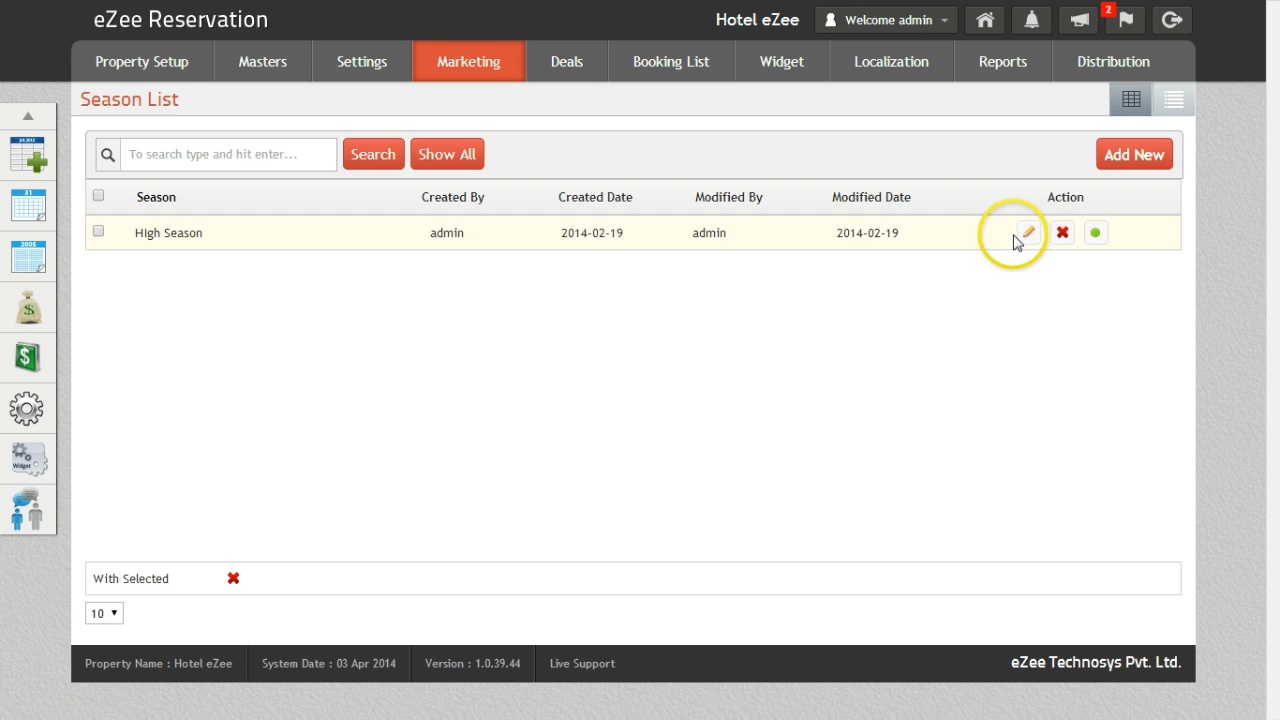 eZee Reservation
Hotel eZee
Welcome admin
2
Property Setup
Masters
Settings
Marketing
Deals
Booking List
Widget
Localization
Reports
Distribution
Season List
To search type and hit enter...
Search
Show All
Add New
Season
Created By
Created Date
Modified By
Modified Date
Action
HIgh Season
admin
2014-02-19
admin
2014-02-19
31
2005
$
$
Widget
With Selected
10
Property Name : Hotel eZee
System Date : 03 Apr 2014
Version : 1.0.39.44
Live Support
eZee Technosys Pvt. Ltd.